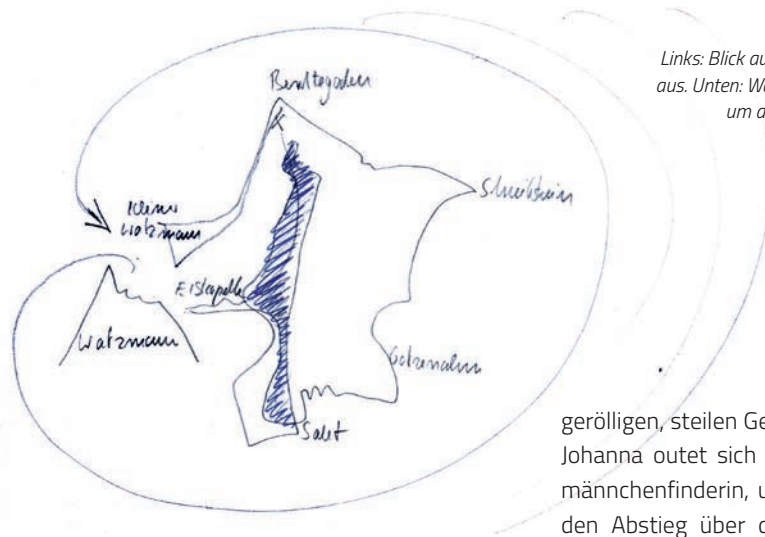 Links: Blick au
aus. Unten:
um a
Berchtesgaden
Schneibstein
Kleiner
Watzmann
Eiskapelle
Watzmann
Gotzenalm
Salet
gerölligen, steilen Ge
Johanna outet sich
männchenfinderin, u
den Abstieg über d